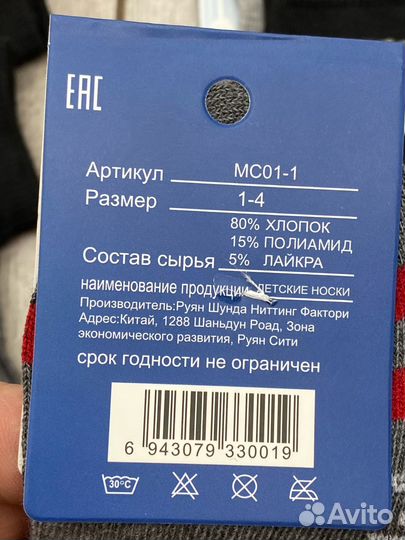 EAC
Артикул MC01-1
Размер 1-4
80% ХЛОПОК
15% ПОЛИАМИД
Состав сырья 5% ЛАЙКРА
наименование продукции ДЕТСКИЕ НОСКИ
Производитель:Руян Шунда Ниттинг Фактори
Адрес:Китай, 1288 Шаньдун Роад, Зона
экономического развития, Руян Сити
срок годности не ограничен
6 943079 330019
30°C
Avito